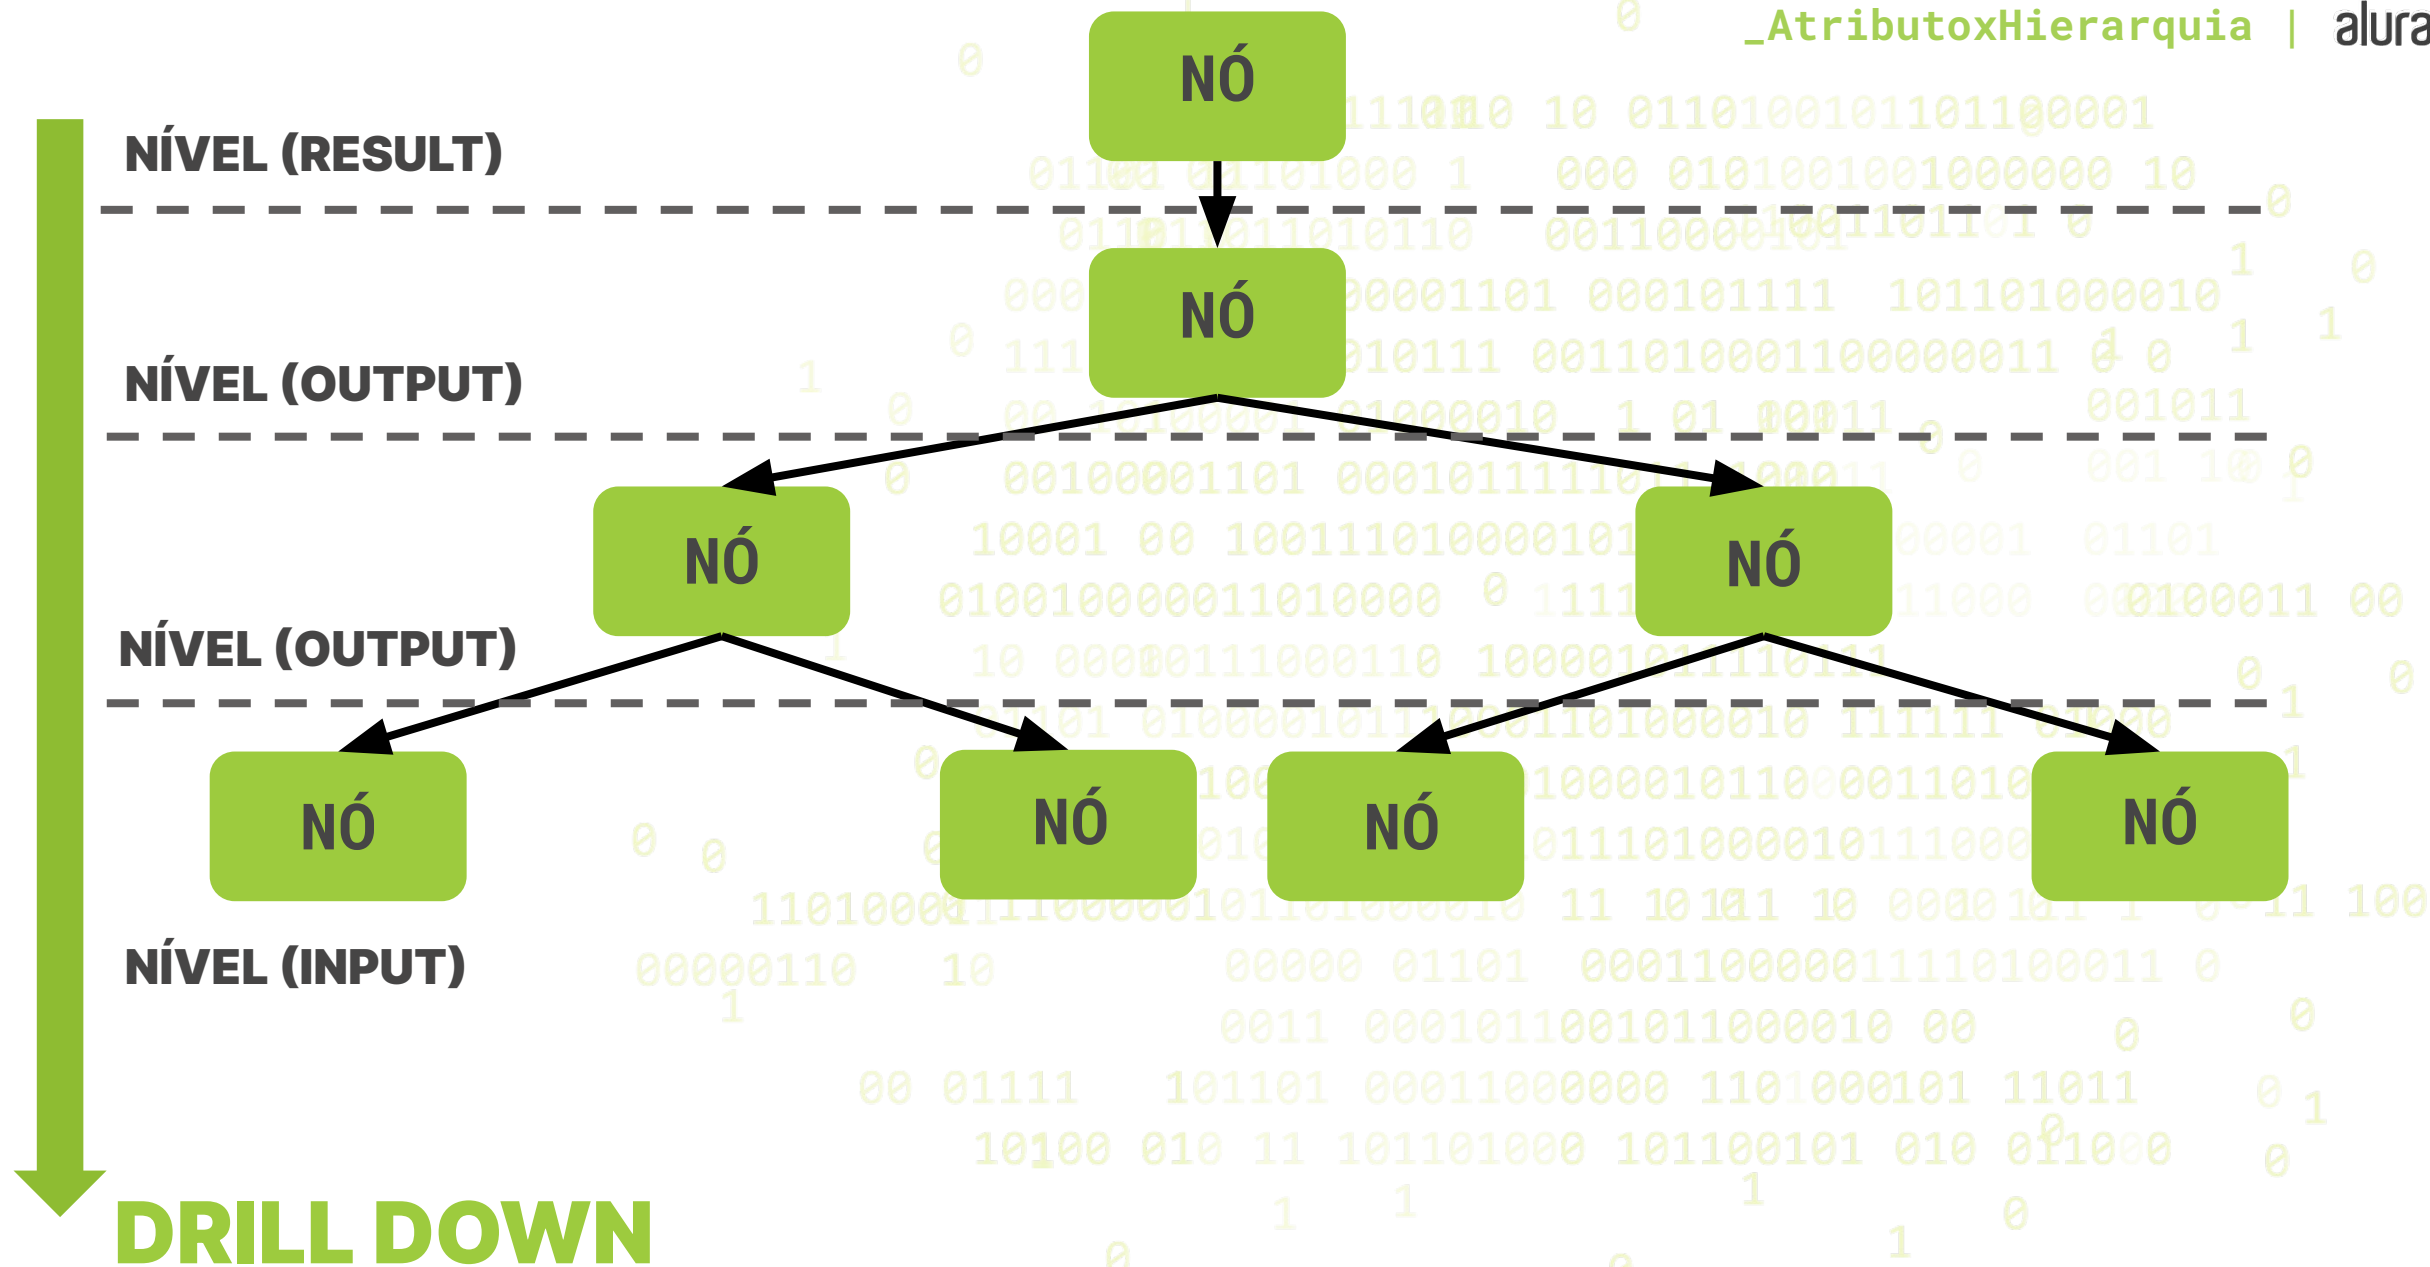 _AtributoxHierarquia | alura
NÓ
NÍVEL (RESULT)
NÓ
NÍVEL (OUTPUT)
NÓ NÓ
NÍVEL (OUTPUT)
NÓ NÓ NÓ NÓ
NÍVEL (INPUT)
DRILL DOWN